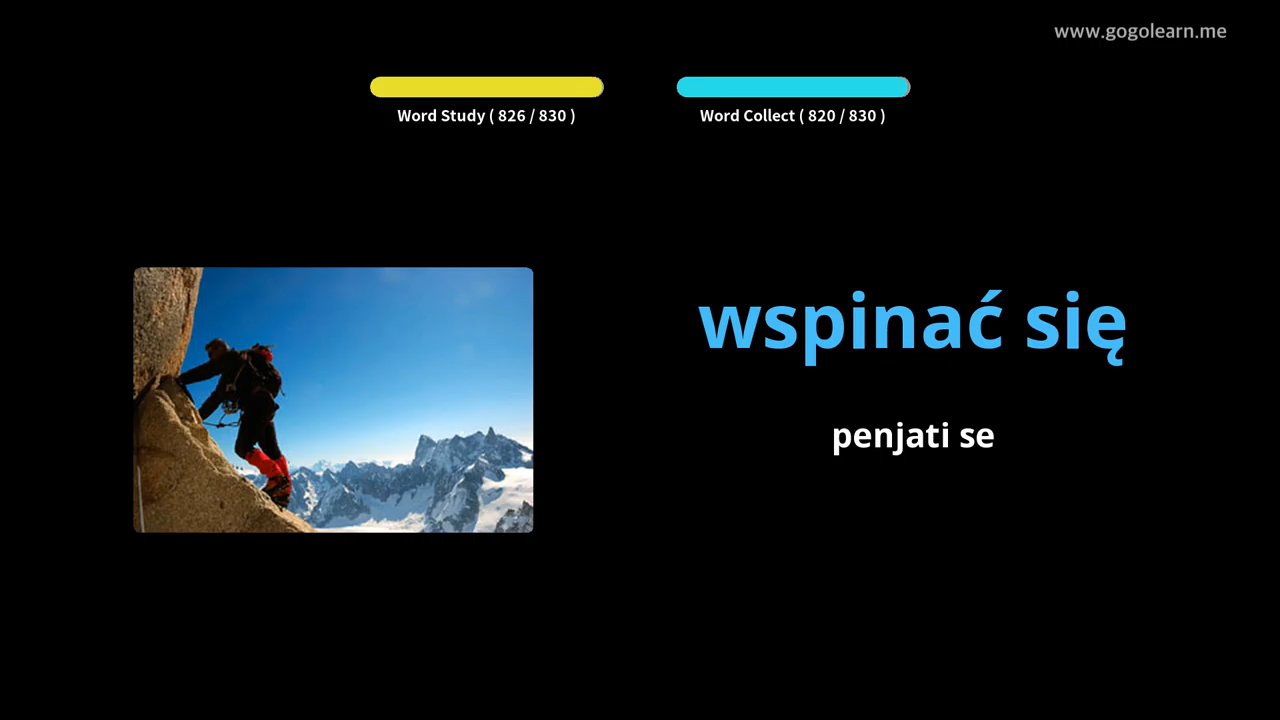 www.gogolearn.me
Word Study ( 826 / 830 )
Word Collect ( 820 / 830 )
wspinać się
penjati se